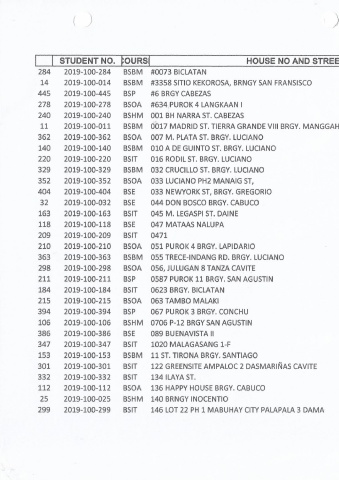 STUDENT NO. COURS HOUSE NO AND STREE
284 2019-100-284 BSBM #0073 BICLATAN
14 2019-100-014 BSBM #3358 SITIO KEKOROSA, BRNGY SAN FRANSISCO
445 2019-100-445 BSP #6 BRGY CABEZAS
278 2019-100-278 BSOA #634 PUROK 4 LANGKAAN I
240 2019-100-240 BSHM 001 BH NARRA ST. CABEZAS
11 2019-100-011 BSBM 0017 MADRID ST. TIERRA GRANDE VIII BRGY. MANGGAH
362 2019-100-362 BSOA 007 M. PLATA ST. BRGY. LUCIANO
140 2019-100-140 BSBM 010 A DE GUINTO ST. BRGY. LUCIANO
220 2019-100-220 BSIT 016 RODIL ST. BRGY. LUCIANO
329 2019-100-329 BSBM 032 CRUCILLO ST. BRGY. LUCIANO
352 2019-100-352 BSOA 033 LUCIANO PH2 MANAIG ST,
404 2019-100-404 BSE 033 NEWYORK ST, BRGY. GREGORIO
32 2019-100-032 BSE 044 DON BOSCO BRGY. CABUCO
163 2019-100-163 BSIT 045 M. LEGASPI ST. DAINE
118 2019-100-118 BSE 047 MATAAS NALUPA
209 2019-100-209 BSIT 0471
210 2019-100-210 BSOA 051 PUROK 4 BRGY. LAPIDARIO
363 2019-100-363 BSBM 055 TRECE-INDANG RD. BRGY. LUCIANO
298 2019-100-298 BSOA 056, JULUGAN 8 TANZA CAVITE
211 2019-100-211 BSP 0587 PUROK 11 BRGY. SAN AGUSTIN
184 2019-100-184 BSIT 0623 BRGY. BICLATAN
215 2019-100-215 BSOA 063 TAMBO MALAKI
394 2019-100-394 BSP 067 PUROK 3 BRGY. CONCHU
106 2019-100-106 BSHM 0706 P-12 BRGY SAN AGUSTIN
386 2019-100-386 BSE 089 BUENAVISTA II
347 2019-100-347 BSIT 1020 MALAGASANG 1-F
153 2019-100-153 BSBM 11 ST. TIRONA BRGY. SANTIAGO
301 2019-100-301 BSIT 122 GREENSITE AMPALOC 2 DASMARIÑAS CAVITE
332 2019-100-332 BSIT 134 ILAYA ST.
112 2019-100-112 BSOA 136 HAPPY HOUSE BRGY. CABUCO
25 2019-100-025 BSHM 140 BRNGY INOCENTIO
299 2019-100-299 BSIT 146 LOT 22 PH 1 MABUHAY CITY PALAPALA 3 DAMA